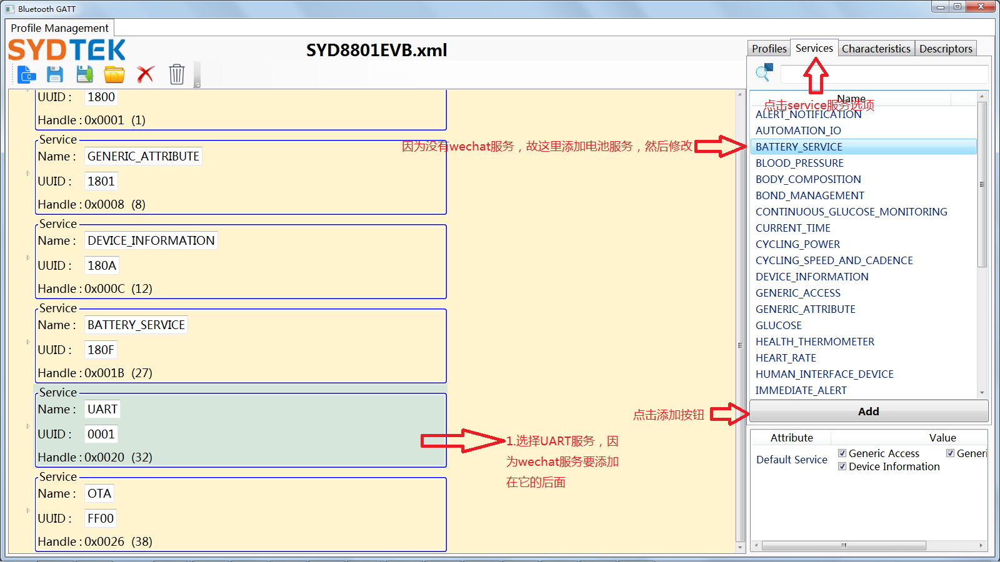 Bluetooth GATT
Profile Management
SYDTEK
SYD8801EVB.xml
C
UUID : 1800
Handle : 0x0001 (1)
Service
Name : GENERIC_ATTRIBUTE
UUID : 1801
Handle : 0x0008 (8)
Service
Name : DEVICE_INFORMATION
UUID : 180A
Handle : 0x000C (12)
Service
Name : BATTERY_SERVICE
UUID : 180F
Handle : 0x001B (27)
Service
Name : UART
UUID : 0001
Handle : 0x0020 (32)
Service
Name : OTA
UUID : FF00
Handle : 0x0026 (38)
因为没有wechat服务，故这里添加电池服务，然后修改
点击添加按钮
1.选择UART服务，因
为wechat服务要添加
在它的后面
Profiles Services Characteristics Descriptors
Name
点击service服务选项
ALERT_NOTIFICATION
AUTOMATION_IO
BATTERY_SERVICE
BLOOD_PRESSURE
BODY_COMPOSITION
BOND_MANAGEMENT
CONTINUOUS_GLUCOSE_MONITORING
CURRENT_TIME
CYCLING_POWER
CYCLING_SPEED_AND_CADENCE
DEVICE_INFORMATION
GENERIC_ACCESS
GENERIC_ATTRIBUTE
GLUCOSE
HEALTH_THERMOMETER
HEART_RATE
HUMAN_INTERFACE_DEVICE
IMMEDIATE_ALERT
Add
Attribute Value
Default Service
Generic Access Generi
Device Information